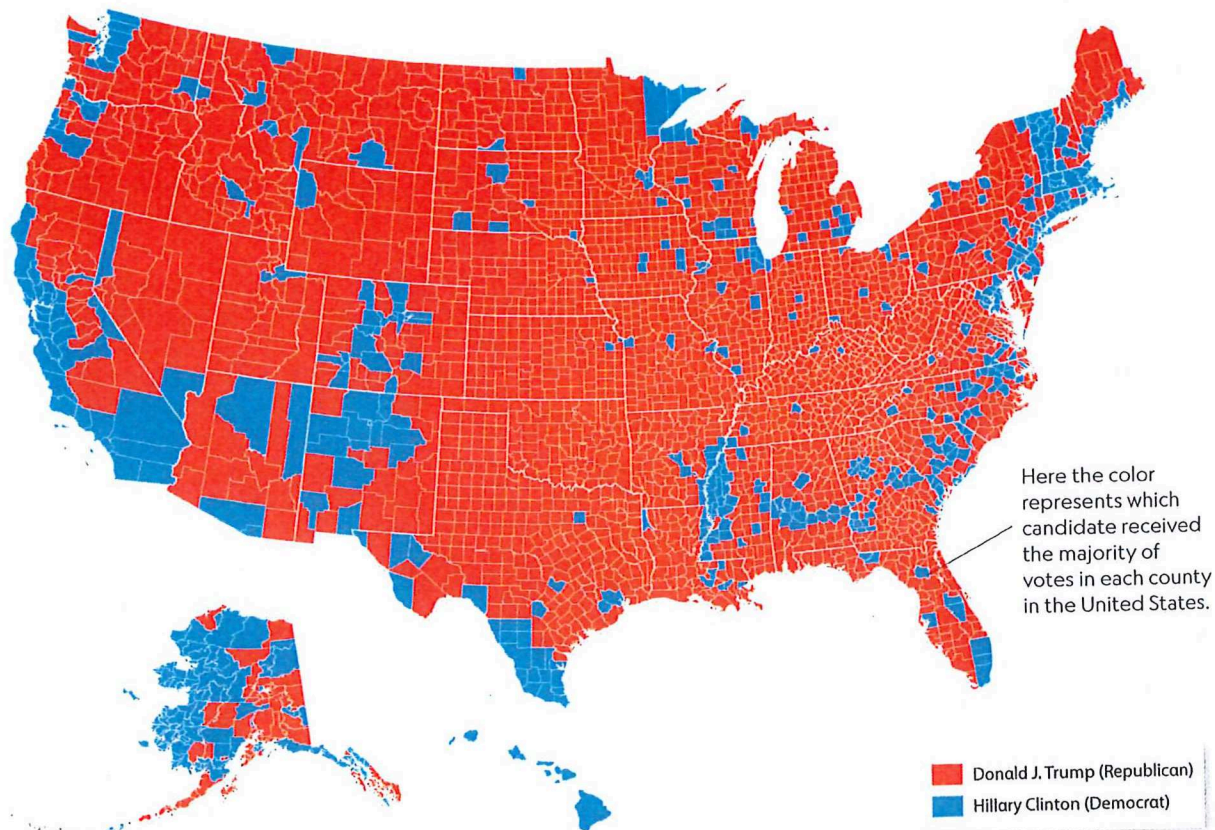 Here the color
represents which
candidate received
the majority of
votes in each county
in the United States.
Donald J. Trump (Republican)
Hillary Clinton (Democrat)